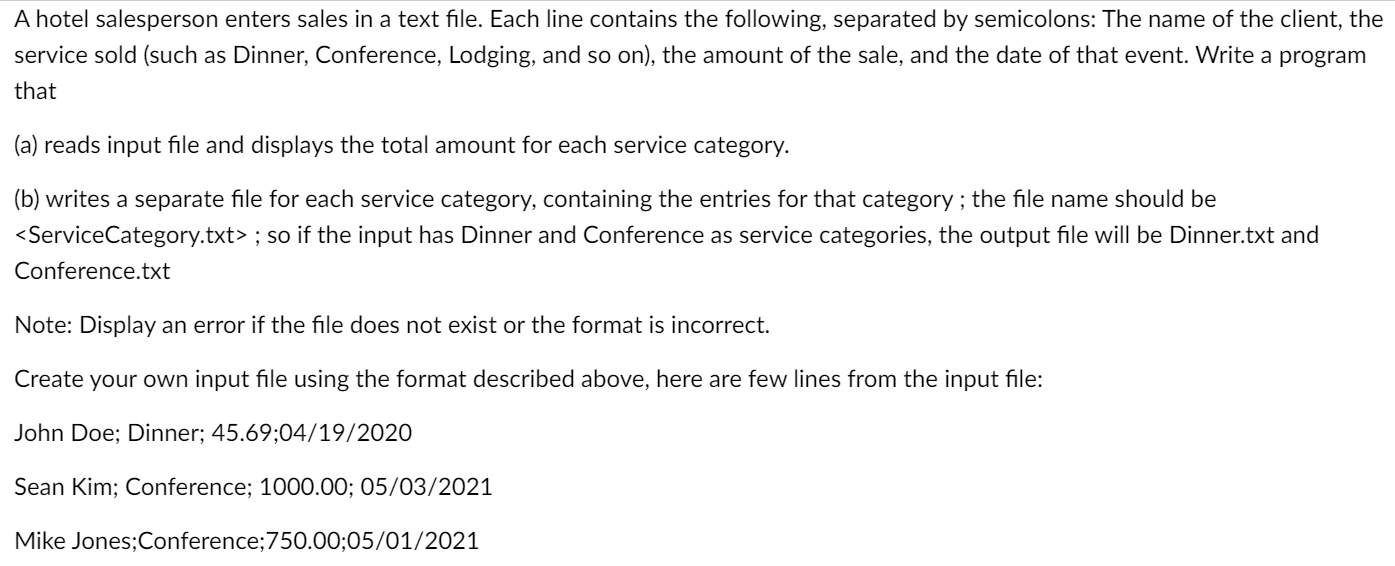 A hotel salesperson enters sales in a text file. Each line contains the following, separated by semicolons: The name of the client, the
service sold (such as Dinner, Conference, Lodging, and so on), the amount of the sale, and the date of that event. Write a program
that
(a) reads input file and displays the total amount for each service category.
(b) writes a separate file for each service category, containing the entries for that category ; the file name should be
<ServiceCategory.txt> ; so if the input has Dinner and Conference as service categories, the output file will be Dinner.txt and
Conference.txt
Note: Display an error if the file does not exist or the format is incorrect.
Create your own input file using the format described above, here are few lines from the input file:
John Doe; Dinner; 45.69;04/19/2020
Sean Kim; Conference; 1000.00; 05/03/2021
Mike Jones;Conference;750.00;05/01/2021